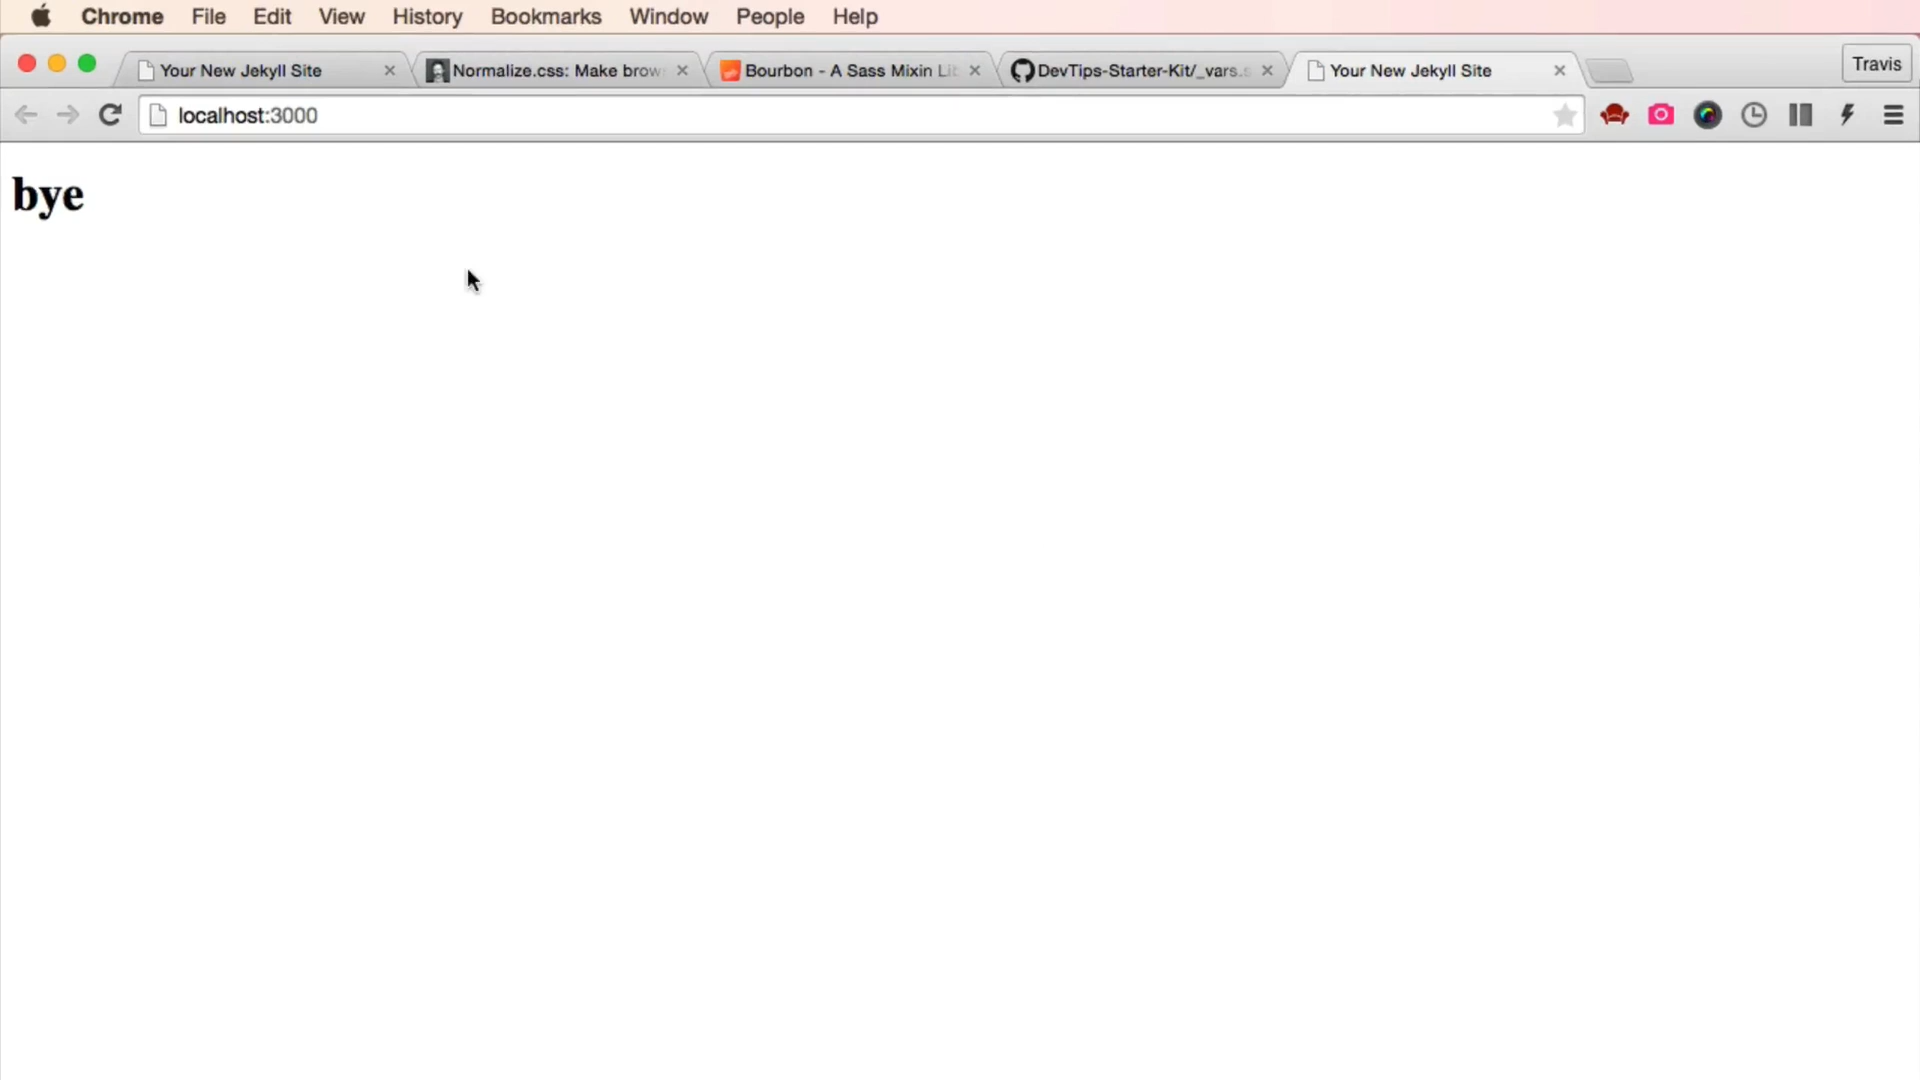 Chrome File Edit View History Bookmarks Window People Help
Your New Jekyll Site Normalize.css: Make brow Bourbon - A Sass Mixin Lib DevTips-Starter-Kit/_vars.s Your New Jekyll Site Travis
localhost:3000
bye